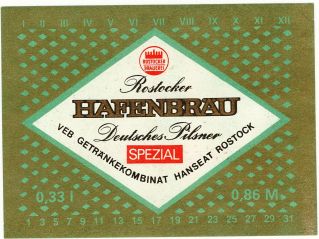 I II III IV V VI VII VIII IX X XI XII
ROSTOCKER
BRAUEREI
Rostocker
HAFENBRÄU
Deutsches Pilsner
SPEZIAL
VEB GETRÄNKEKOMBINAT HANSEAT ROSTOCK
0,33 l
0,86 M
1 3 5 7 9 11 13 15 17 19 21 23 25 27 29 31